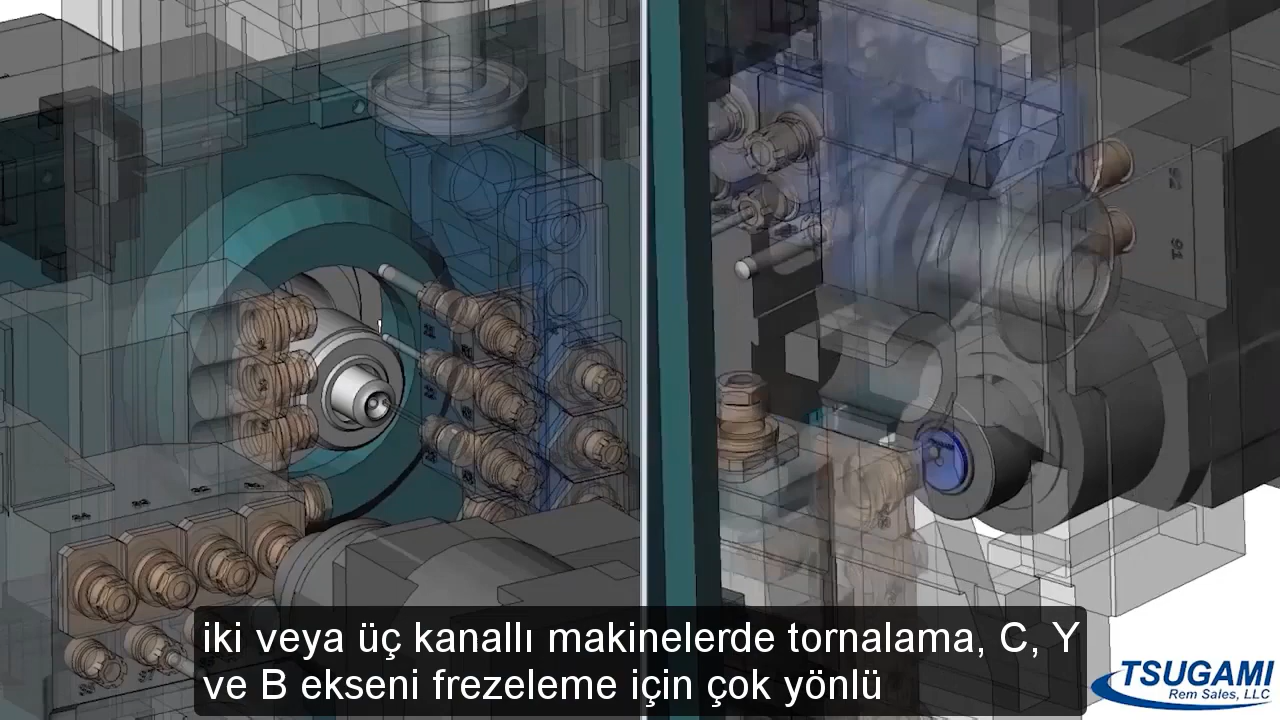 iki veya üç kanallı makinelerde tornalama, C, Y
ve B ekseni frezeleme için çok yönlü
TSUGAMI
Rem Sales, LLC